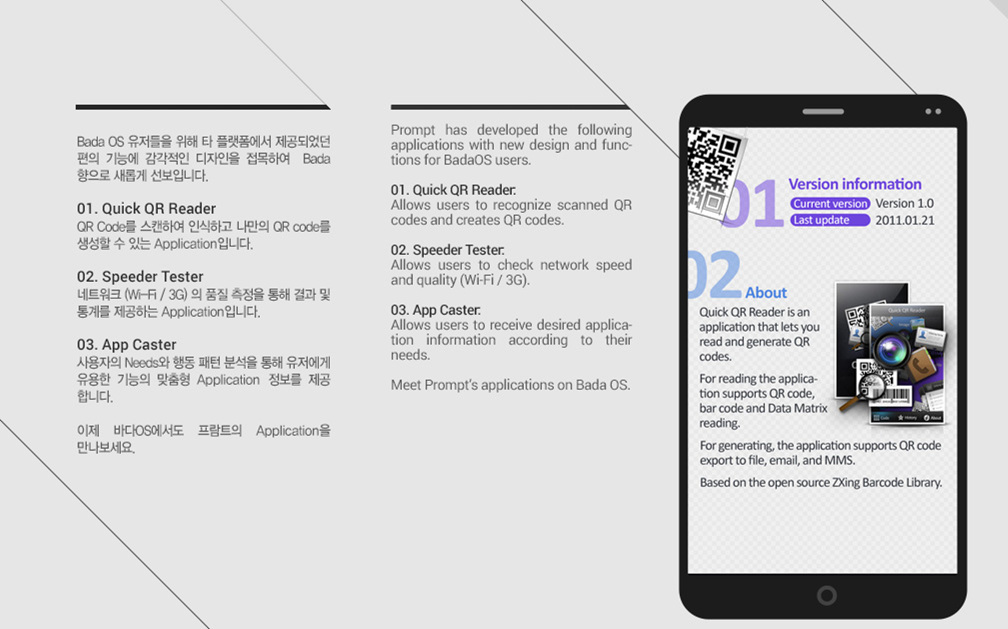 Bada OS 유저들을 위해 타 플랫폼에서 제공되었던
편의 기능에 감각적인 디자인을 접목하여 Bada
향으로 새롭게 선보입니다.
01. Quick QR Reader
QR Code를 스캔하여 인식하고 나만의 QR code를
생성할 수 있는 Application입니다.
02. Speeder Tester
네트워크 (Wi-Fi / 3G) 의 품질 측정을 통해 결과 및
통계를 제공하는 Application입니다.
03. App Caster
사용자의 Needs와 행동 패턴 분석을 통해 유저에게
유용한 기능의 맞춤형 Application 정보를 제공
합니다.
이제 바다OS에서도 프람트의 Application을
만나보세요.
Prompt has developed the following
applications with new design and func-
tions for BadaOS users.
01. Quick QR Reader:
Allows users to recognize scanned QR
codes and creates QR codes.
02. Speeder Tester:
Allows users to check network speed
and quality (Wi-Fi / 3G).
03. App Caster:
Allows users to receive desired applica-
tion information according to their
needs.
Meet Prompt's applications on Bada OS.
01 Version information
Current version Version 1.0
Last update 2011.01.21
02 About
Quick QR Reader is an
application that lets you
read and generate QR
codes.
For reading the applica-
tion supports QR code,
bar code and Data Matrix
reading.
For generating, the application supports QR code
export to file, email, and MMS.
Based on the open source ZXing Barcode Library.
Quick QR Reader
Code History About